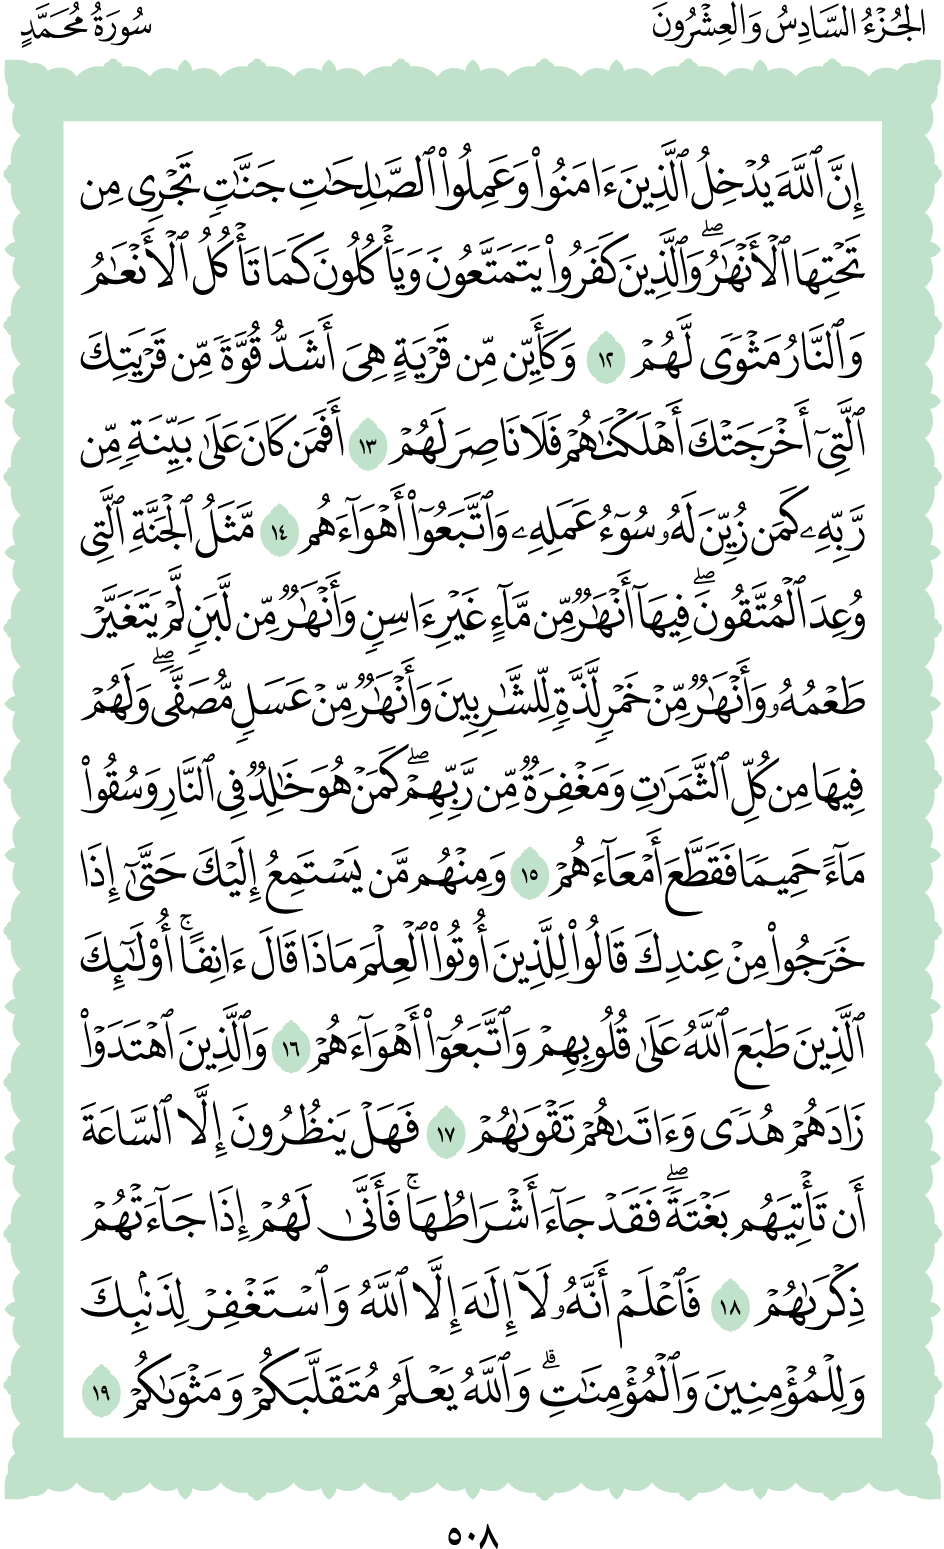 الجُزْءُ السَّادِسُ وَالْعِشْرُونَ
سُورَةُ مُحَمَّدٍ
إِنَّ ٱللَّهَ يُدْخِلُ ٱلَّذِينَ ءَامَنُوا۟ وَعَمِلُوا۟ ٱلصَّـٰلِحَـٰتِ جَنَّـٰتٍ تَجْرِى مِن
تَحْتِهَا ٱلْأَنْهَـٰرُ ۖ وَٱلَّذِينَ كَفَرُوا۟ يَتَمَتَّعُونَ وَيَأْكُلُونَ كَمَا تَأْكُلُ ٱلْأَنْعَـٰمُ
وَٱلنَّارُ مَثْوًى لَّهُمْ ١٢ وَكَأَيِّن مِّن قَرْيَةٍ هِىَ أَشَدُّ قُوَّةً مِّن قَرْيَتِكَ
ٱلَّتِىٓ أَخْرَجَتْكَ أَهْلَكْنَـٰهُمْ فَلَا نَاصِرَ لَهُمْ ١٣ أَفَمَن كَانَ عَلَىٰ بَيِّنَةٍ مِّن
رَّبِّهِۦ كَمَن زُيِّنَ لَهُۥ سُوٓءُ عَمَلِهِۦ وَٱتَّبَعُوٓا۟ أَهْوَآءَهُم ١٤ مَّثَلُ ٱلْجَنَّةِ ٱلَّتِى
وُعِدَ ٱلْمُتَّقُونَ ۖ فِيهَآ أَنْهَـٰرٌ مِّن مَّآءٍ غَيْرِ ءَاسِنٍ وَأَنْهَـٰرٌ مِّن لَّبَنٍ لَّمْ يَتَغَيَّرْ
طَعْمُهُۥ وَأَنْهَـٰرٌ مِّنْ خَمْرٍ لَّذَّةٍ لِّلشَّـٰرِبِينَ وَأَنْهَـٰرٌ مِّنْ عَسَلٍ مُّصَفًّى ۖ وَلَهُمْ
فِيهَا مِن كُلِّ ٱلثَّمَرَٰتِ وَمَغْفِرَةٌ مِّن رَّبِّهِمْ ۖ كَمَنْ هُوَ خَـٰلِدٌ فِى ٱلنَّارِ وَسُقُوا۟
مَآءً حَمِيمًا فَقَطَّعَ أَمْعَآءَهُمْ ١٥ وَمِنْهُم مَّن يَسْتَمِعُ إِلَيْكَ حَتَّىٰٓ إِذَا
خَرَجُوا۟ مِنْ عِندِكَ قَالُوا۟ لِلَّذِينَ أُوتُوا۟ ٱلْعِلْمَ مَاذَا قَالَ ءَانِفًا ۚ أُو۟لَـٰٓئِكَ
ٱلَّذِينَ طَبَعَ ٱللَّهُ عَلَىٰ قُلُوبِهِمْ وَٱتَّبَعُوٓا۟ أَهْوَآءَهُمْ ١٦ وَٱلَّذِينَ ٱهْتَدَوْا۟
زَادَهُمْ هُدًى وَءَاتَىٰهُمْ تَقْوَىٰهُمْ ١٧ فَهَلْ يَنظُرُونَ إِلَّا ٱلسَّاعَةَ
أَن تَأْتِيَهُم بَغْتَةً ۖ فَقَدْ جَآءَ أَشْرَاطُهَا ۚ فَأَنَّىٰ لَهُمْ إِذَا جَآءَتْهُمْ
ذِكْرَىٰهُمْ ١٨ فَٱعْلَمْ أَنَّهُۥ لَآ إِلَـٰهَ إِلَّا ٱللَّهُ وَٱسْتَغْفِرْ لِذَنۢبِكَ
وَلِلْمُؤْمِنِينَ وَٱلْمُؤْمِنَـٰتِ ۗ وَٱللَّهُ يَعْلَمُ مُتَقَلَّبَكُمْ وَمَثْوَىٰكُمْ ١٩
٥٠٨